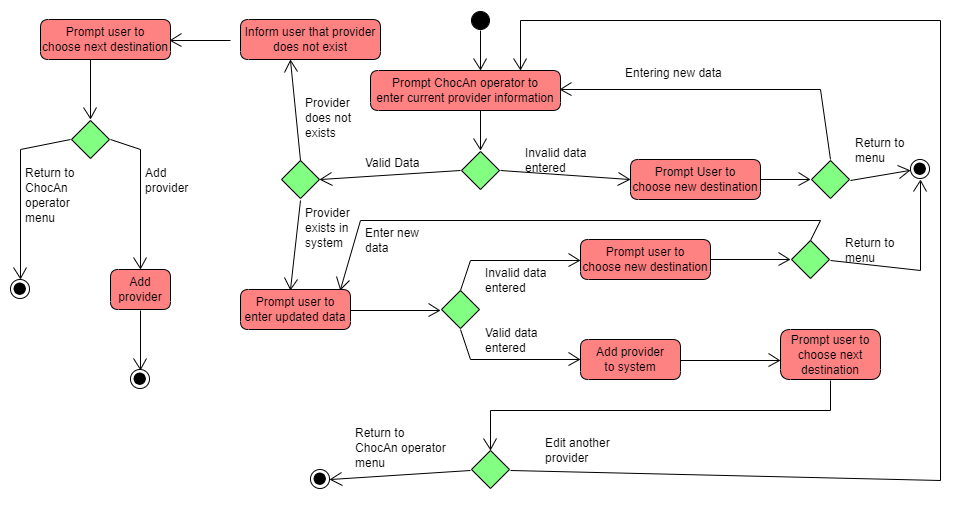 Prompt user to
choose next destination
Inform user that provider
does not exist
Prompt ChocAn operator to
enter current provider information
Entering new data
Provider
does not
exists
Return to
menu
Valid Data
Invalid data
entered
Prompt User to
choose new destination
Return to
ChocAn
operator
menu
Add
provider
Provider
exists in
system
Enter new
data
Prompt user to
choose new destination
Return to
menu
Invalid data
entered
Add
provider
Prompt user to
enter updated data
Valid data
entered
Add provider
to system
Prompt user to
choose next
destination
Return to
ChocAn operator
menu
Edit another
provider